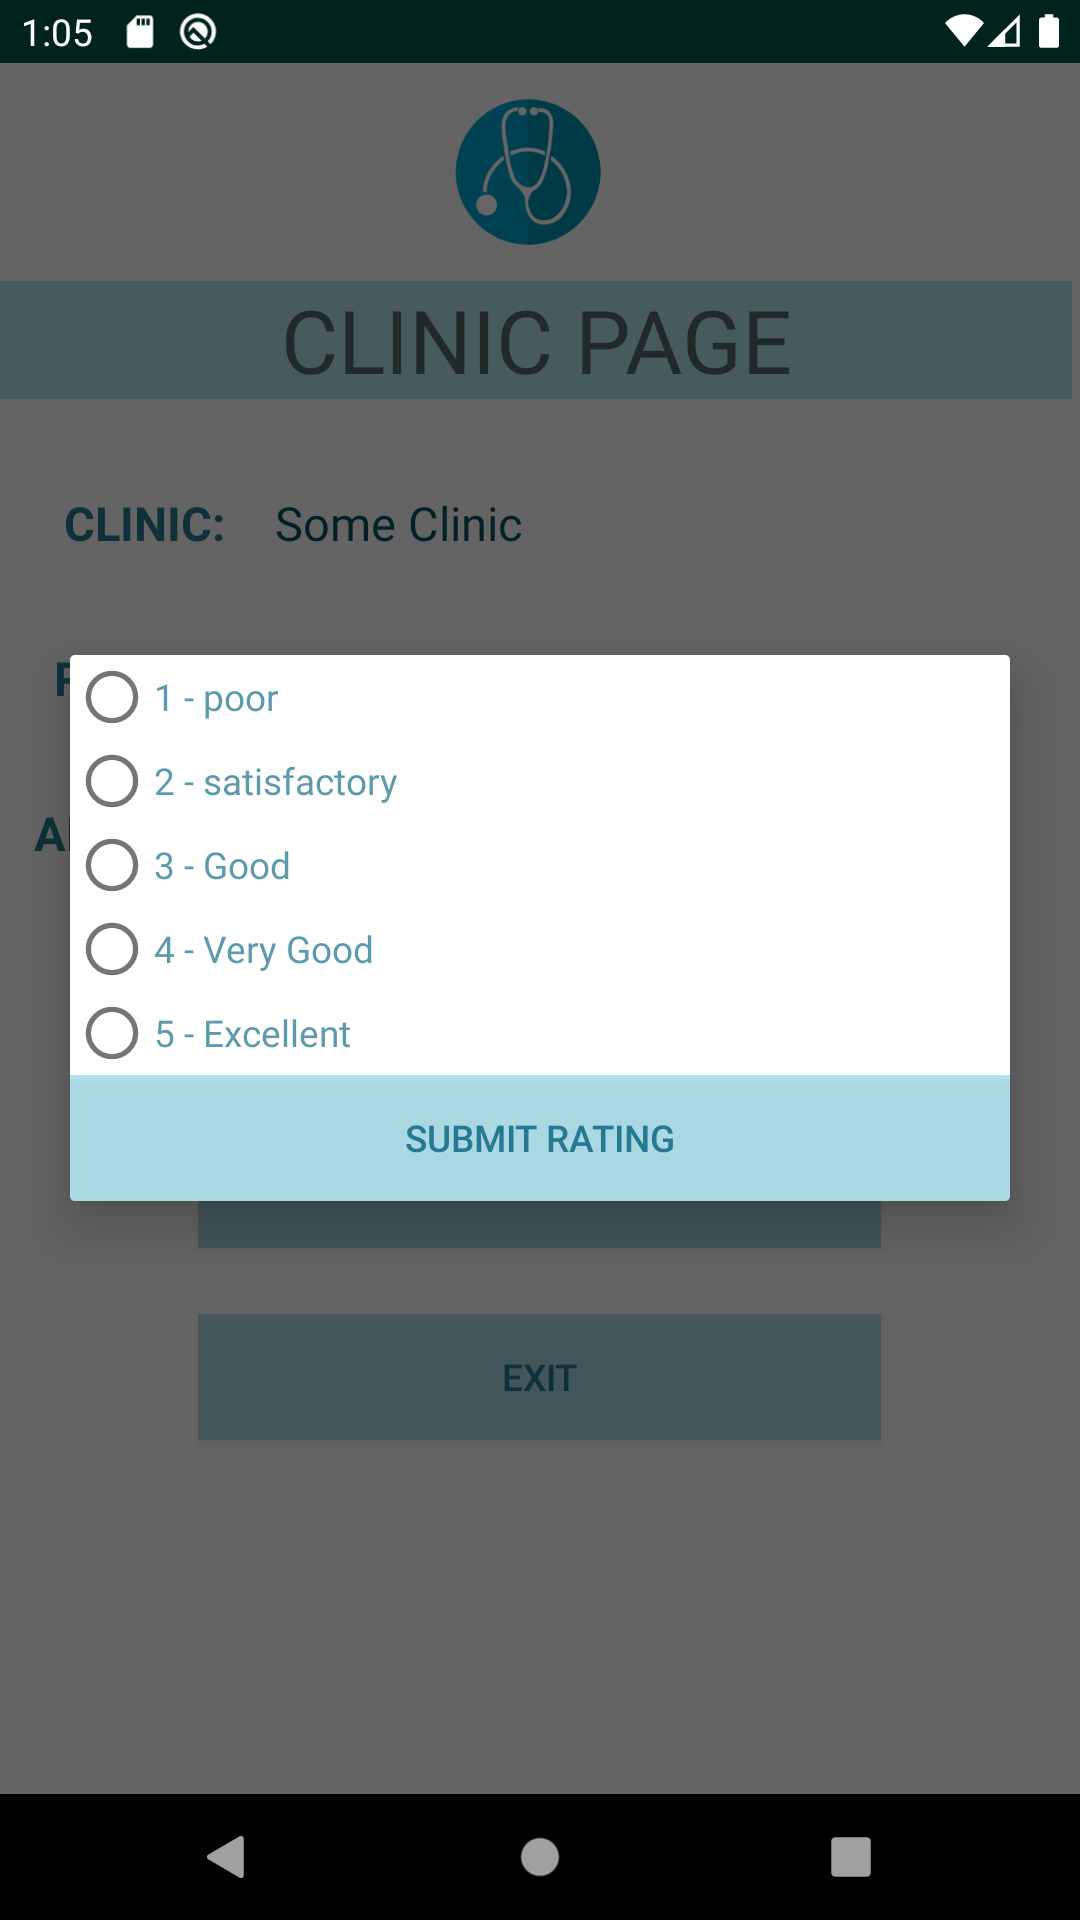 1:05
CLINIC PAGE
CLINIC: Some Clinic
1 - poor
2 - satisfactory
3 - Good
4 - Very Good
5 - Excellent
SUBMIT RATING
EXIT